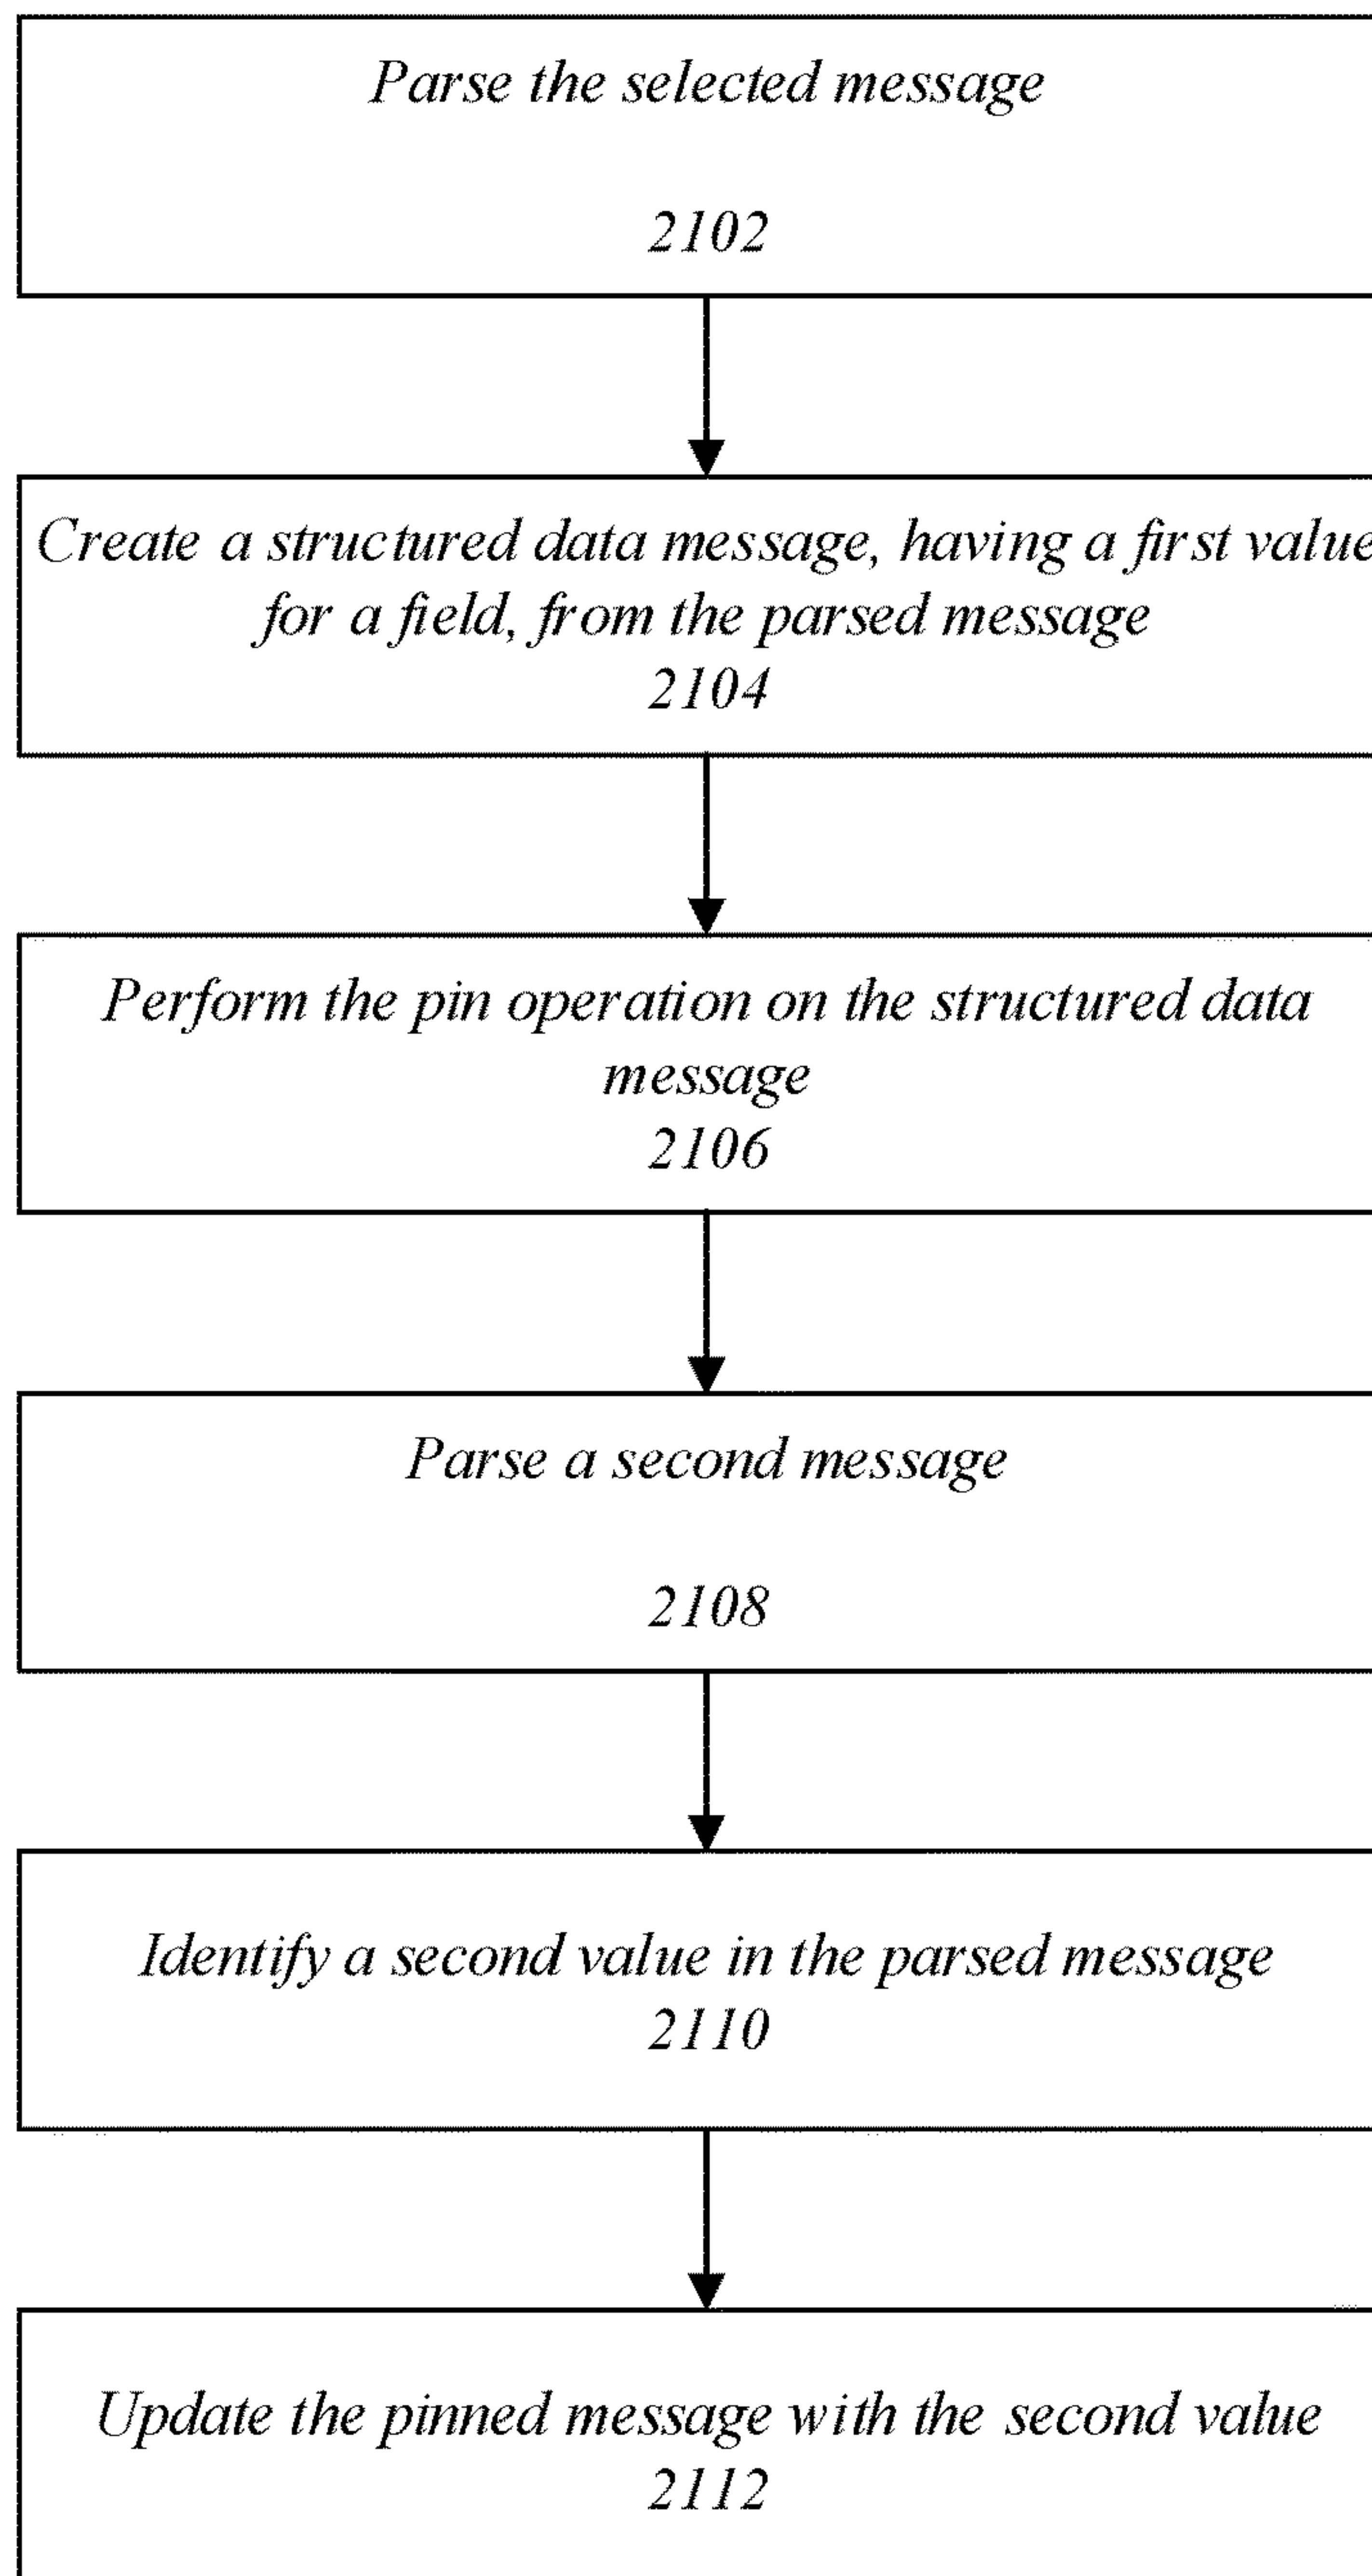 Parse the selected message
2102
Create a structured data message, having a first value
for a field, from the parsed message
2104
Perform the pin operation on the structured data
message
2106
Parse a second message
2108
Identify a second value in the parsed message
2110
Update the pinned message with the second value
2112